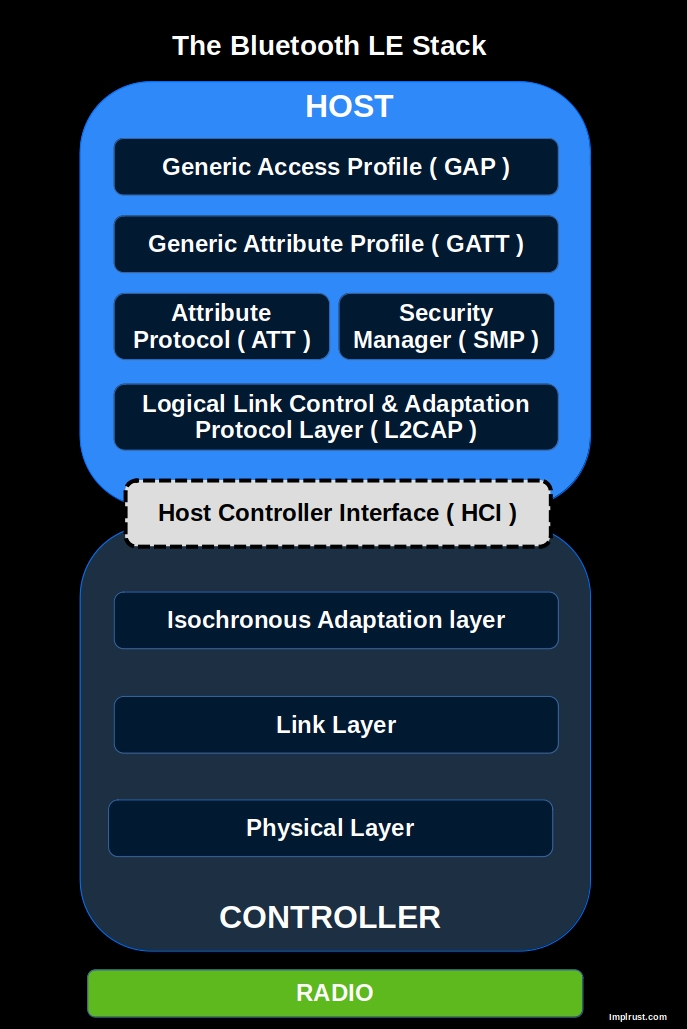 The Bluetooth LE Stack
HOST
Generic Access Profile ( GAP )
Generic Attribute Profile ( GATT )
Attribute
Protocol ( ATT )
Security
Manager ( SMP )
Logical Link Control & Adaptation
Protocol Layer ( L2CAP )
Host Controller Interface ( HCI )
Isochronous Adaptation layer
Link Layer
Physical Layer
CONTROLLER
RADIO
Implrust.com